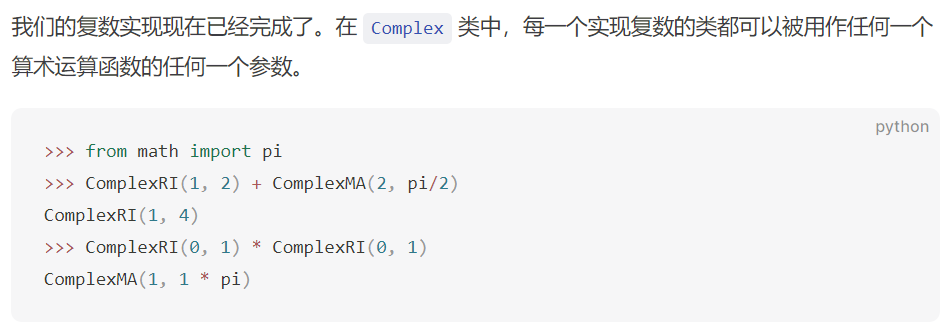 我们的复数实现现在已经完成了。在 Complex 类中，每一个实现复数的类都可以被用作任何一个
算术运算函数的任何一个参数。
python
>>> from math import pi
>>> ComplexRI(1, 2) + ComplexMA(2, pi/2)
ComplexRI(1, 4)
>>> ComplexRI(0, 1) * ComplexRI(0, 1)
ComplexMA(1, 1 * pi)